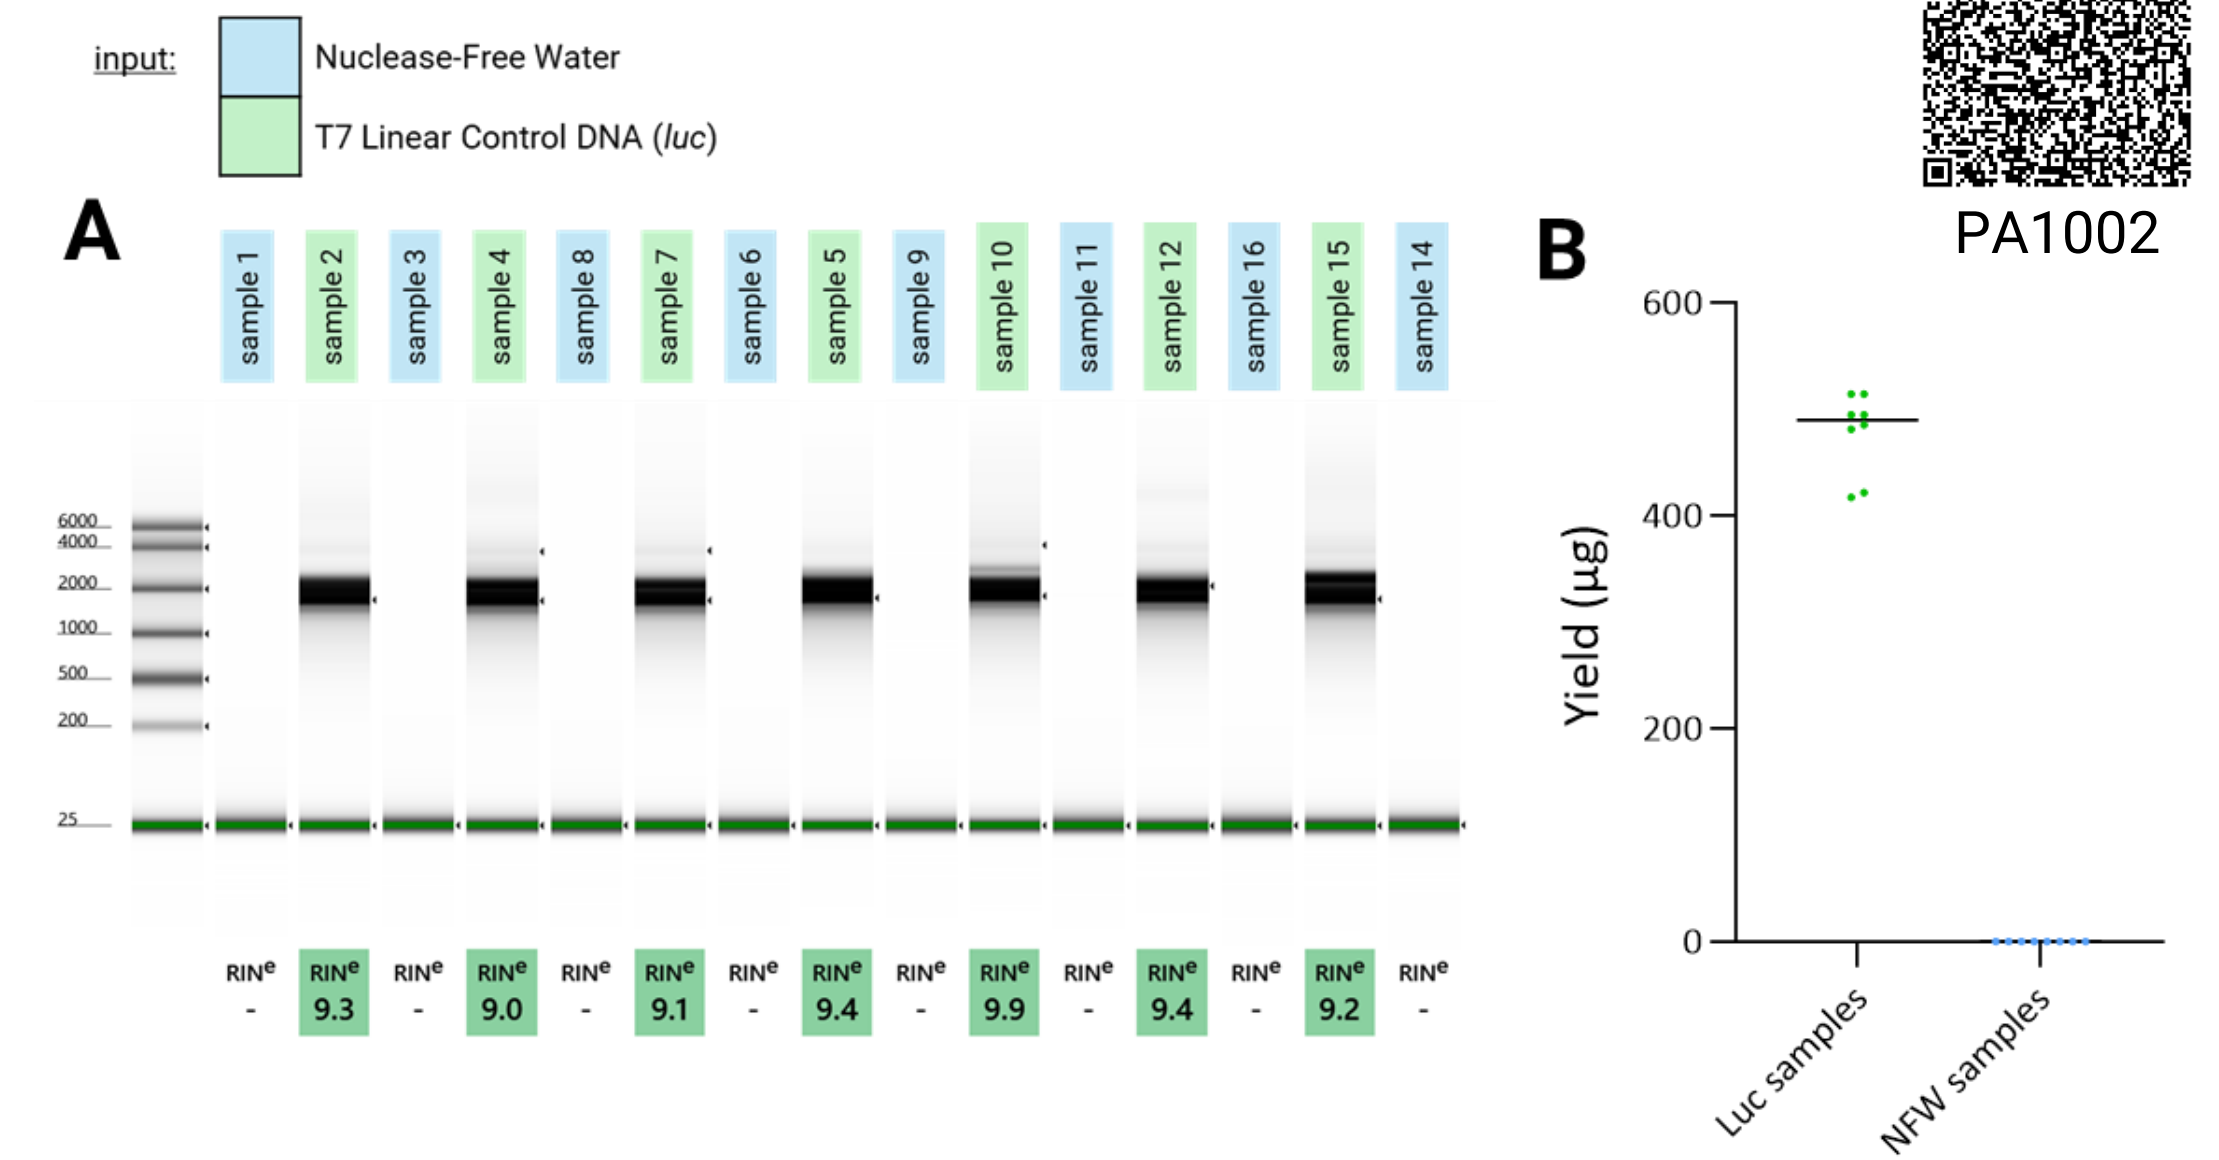 input:
Nuclease-Free Water
T7 Linear Control DNA (luc)
PA1002
A
sample 1
sample 2
sample 3
sample 4
sample 8
sample 7
sample 6
sample 5
sample 9
sample 10
sample 11
sample 12
sample 16
sample 15
sample 14
6000
4000
2000
1000
500
200
25
RINe RINe RINe RINe RINe RINe RINe RINe RINe RINe RINe RINe RINe RINe RINe
- 9.3 - 9.0 - 9.1 - 9.4 - 9.9 - 9.4 - 9.2 -
B
Yield (µg)
600
400
200
0
Luc samples
NFW samples